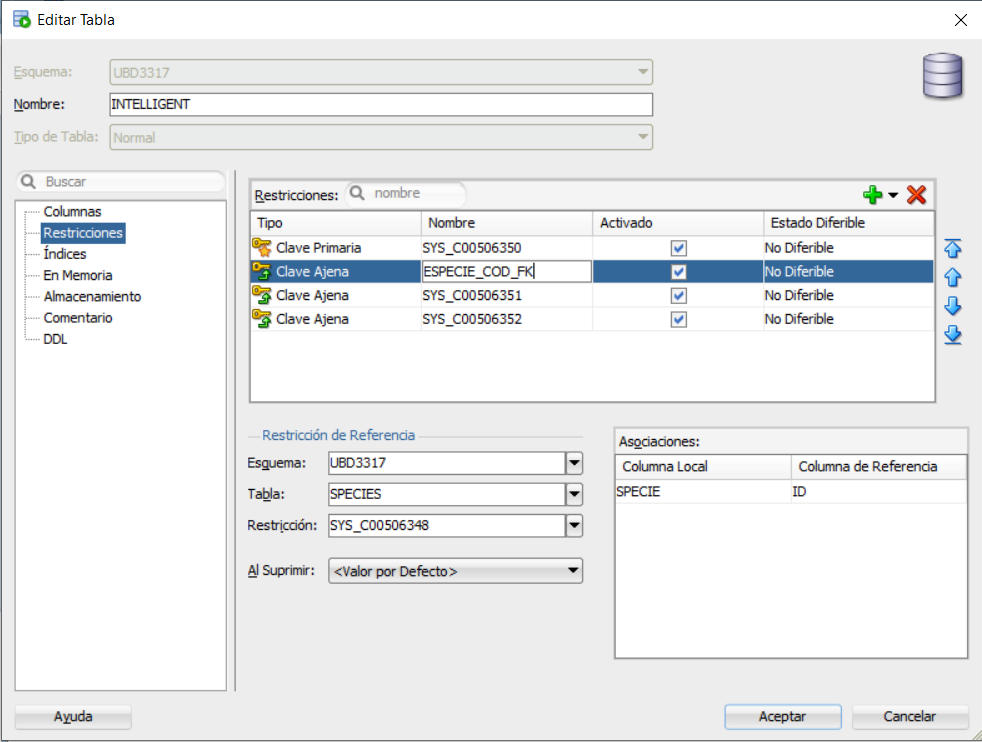 Editar Tabla
Esquema: UBD3317
Nombre: INTELLIGENT
Tipo de Tabla: Normal
Buscar
Columnas
Restricciones
Índices
En Memoria
Almacenamiento
Comentario
DDL
Restricciones: nombre
Tipo Nombre Activado Estado Diferible
Clave Primaria SYS_C00506350 No Diferible
Clave Ajena ESPECIE_COD_FK No Diferible
Clave Ajena SYS_C00506351 No Diferible
Clave Ajena SYS_C00506352 No Diferible
Restricción de Referencia
Esquema: UBD3317
Tabla: SPECIES
Restricción: SYS_C00506348
Al Suprimir: <Valor por Defecto>
Asociaciones:
Columna Local Columna de Referencia
SPECIE ID
Ayuda Aceptar Cancelar